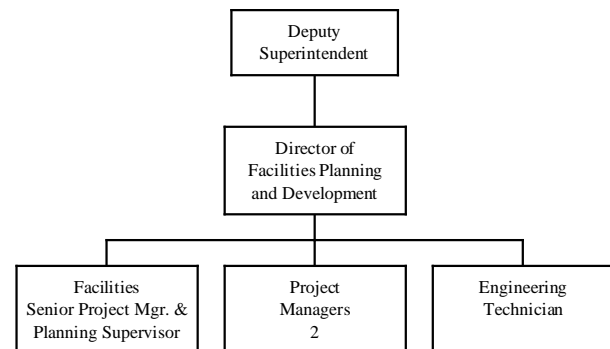 Deputy
Superintendent
Director of
Facilities Planning
and Development
Facilities
Senior Project Mgr. &
Planning Supervisor
Project
Managers
2
Engineering
Technician